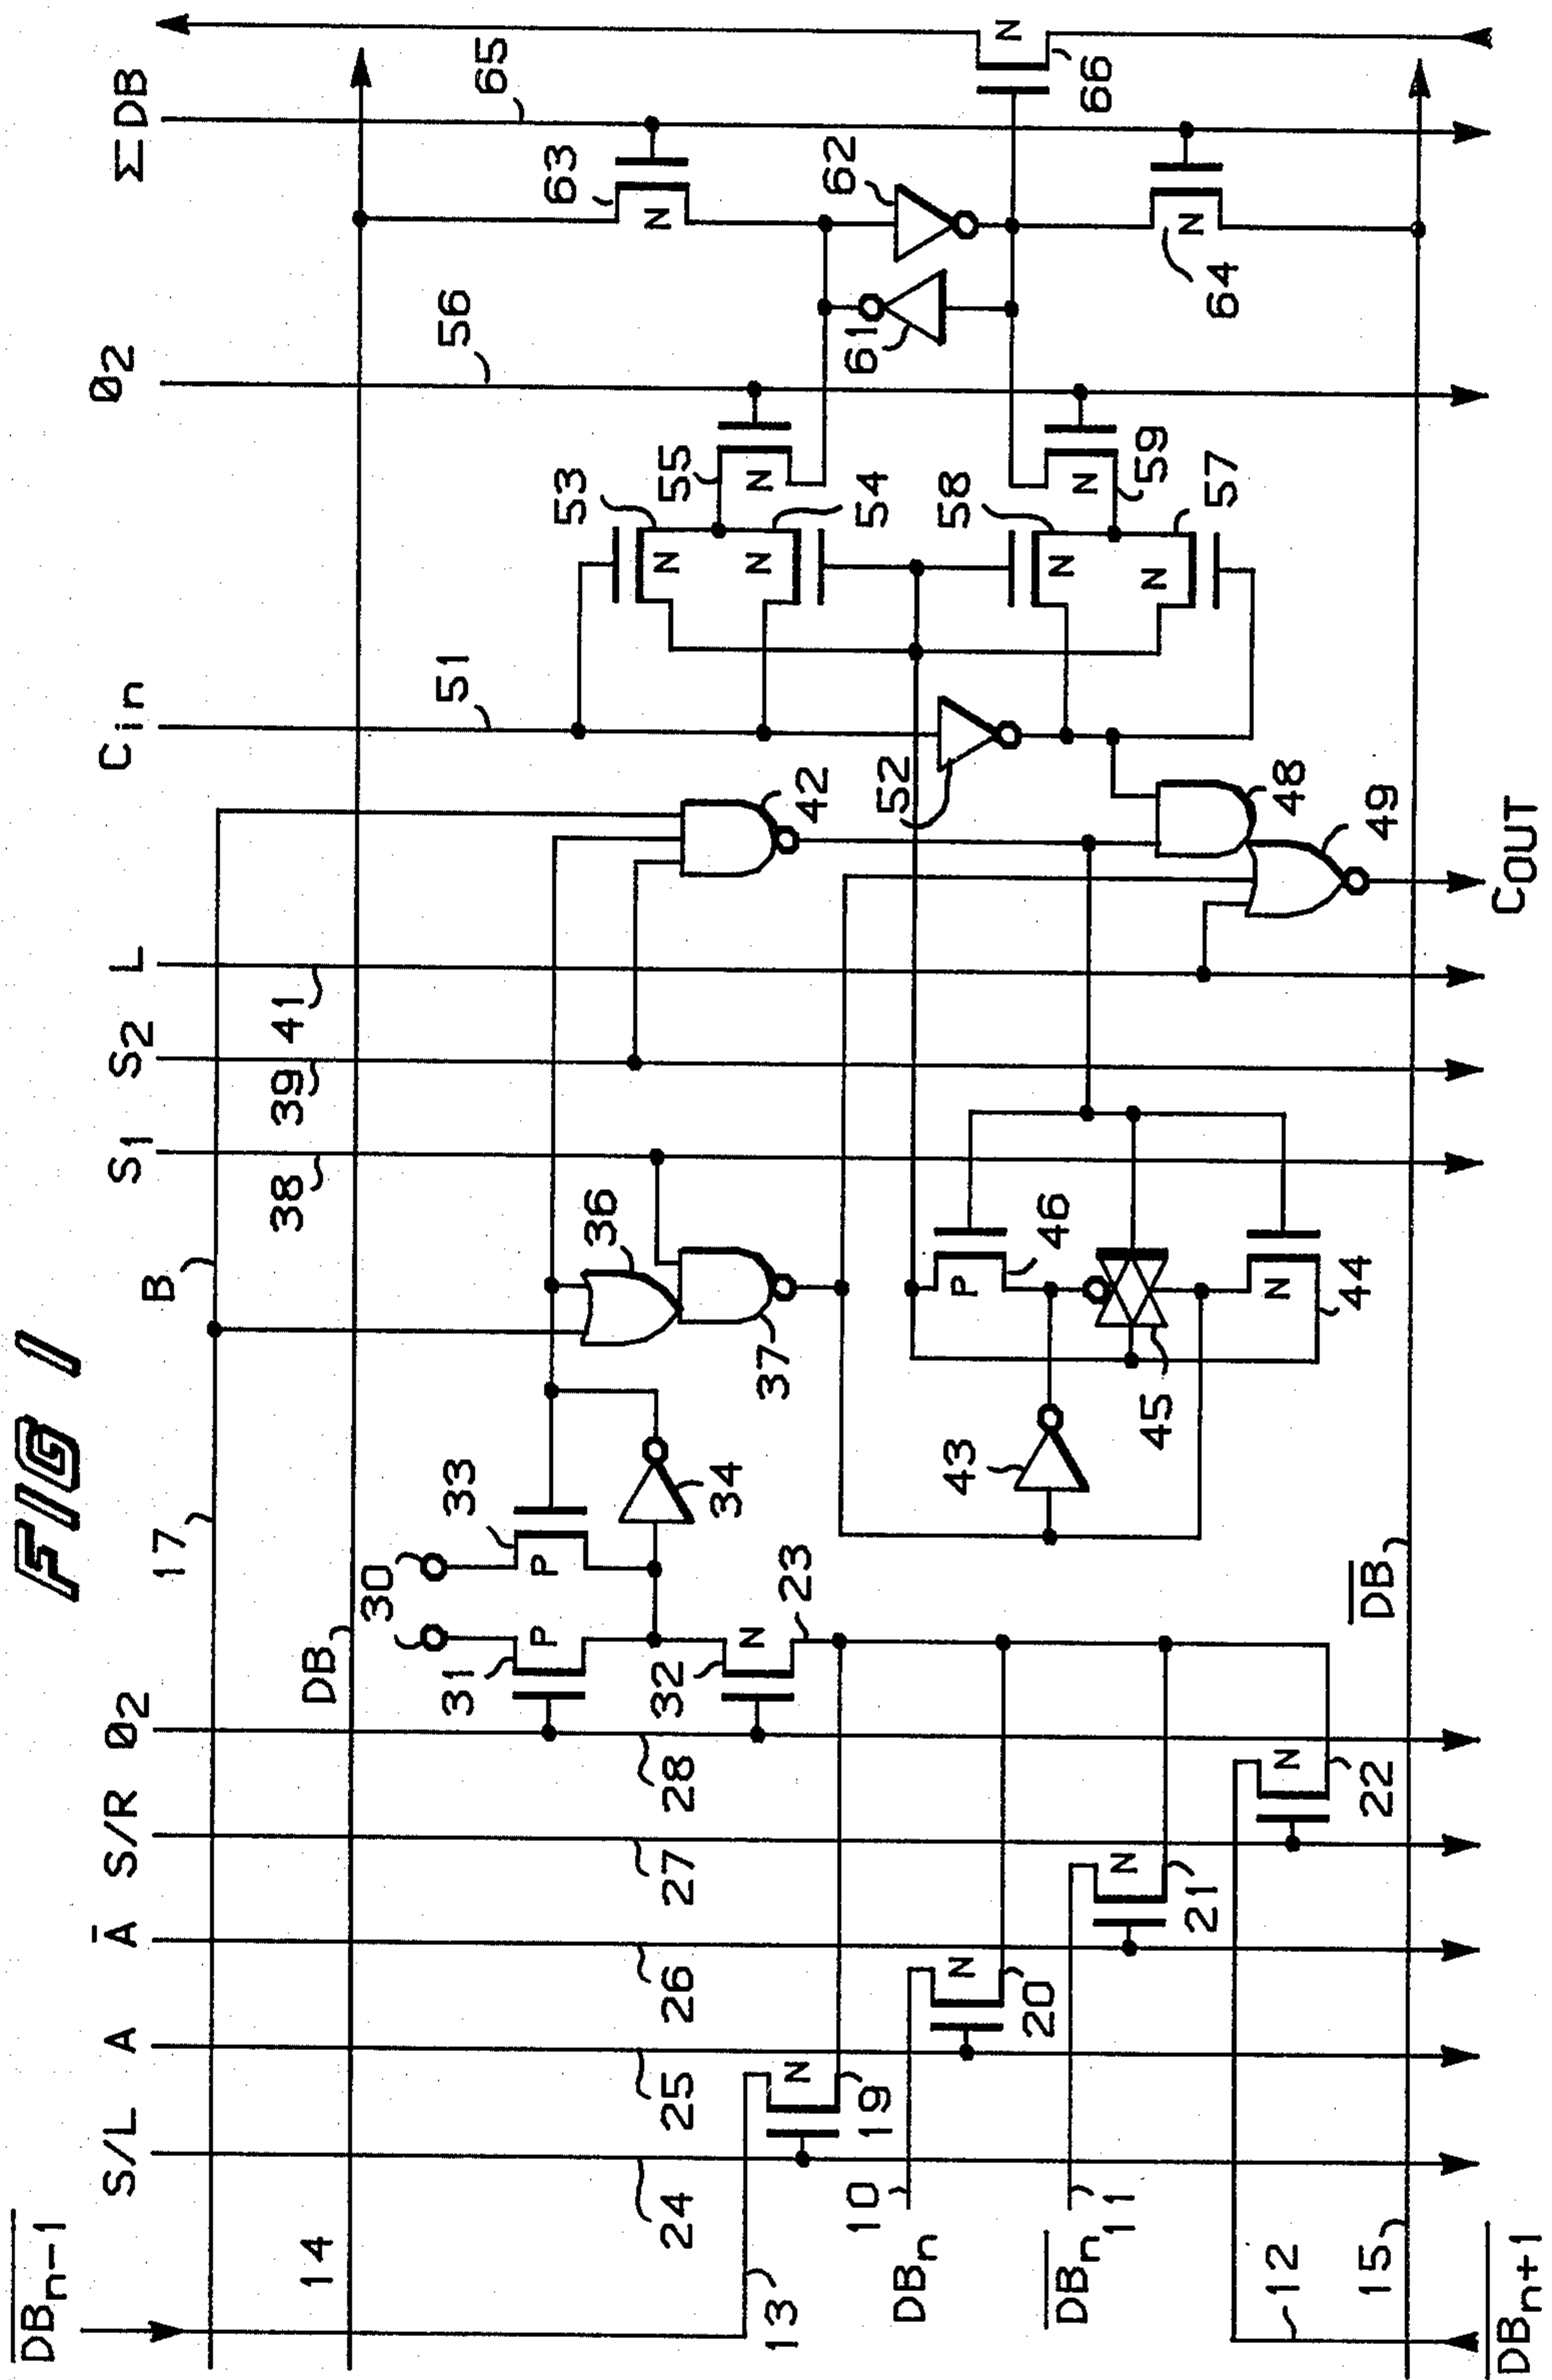 FIG 1
DB̅n-1
S/L
A
A̅
S/R
Ø2
B
S1
S2
L
Cin
Ø2
ΣDB
17
14
DB
38
39
41
51
56
65
24
25
26
27
28
30
31
P
33
P
32
N
34
23
36
37
42
52
53
N
54
N
55
N
58
N
57
N
59
N
61
62
63
N
64
N
66
N
13
19
N
10
DBn
20
N
11
DB̅n
21
N
22
N
12
DB̅n+1
15
DB̅
43
44
N
45
46
P
48
49
COUT